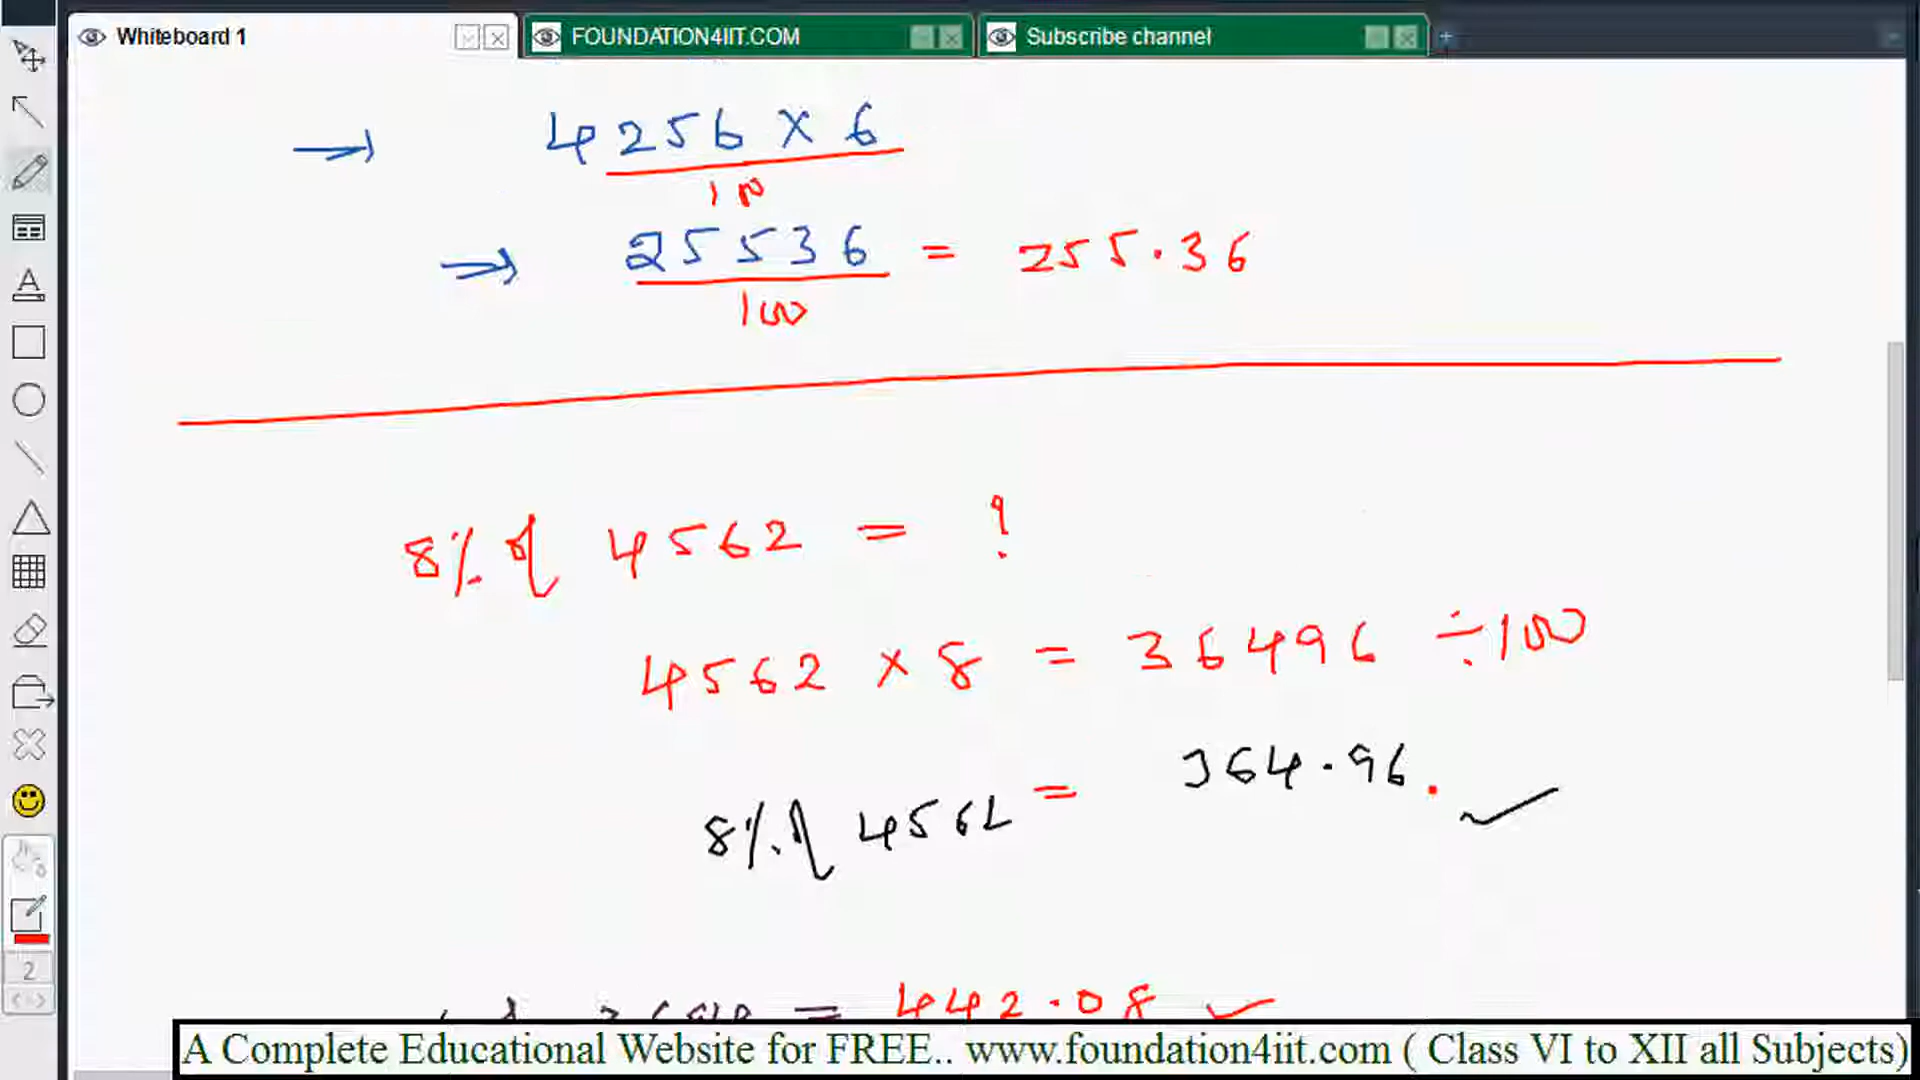 Whiteboard 1 FOUNDATION4IIT.COM Subscribe channel
4256 × 6
100
25536 = 255.36
100
8% of 4562 = ?
4562 × 8 = 36496 ÷ 100
8% of 4562 = 364.96.
= 442.08
2
A Complete Educational Website for FREE.. www.foundation4iit.com ( Class VI to XII all Subjects)